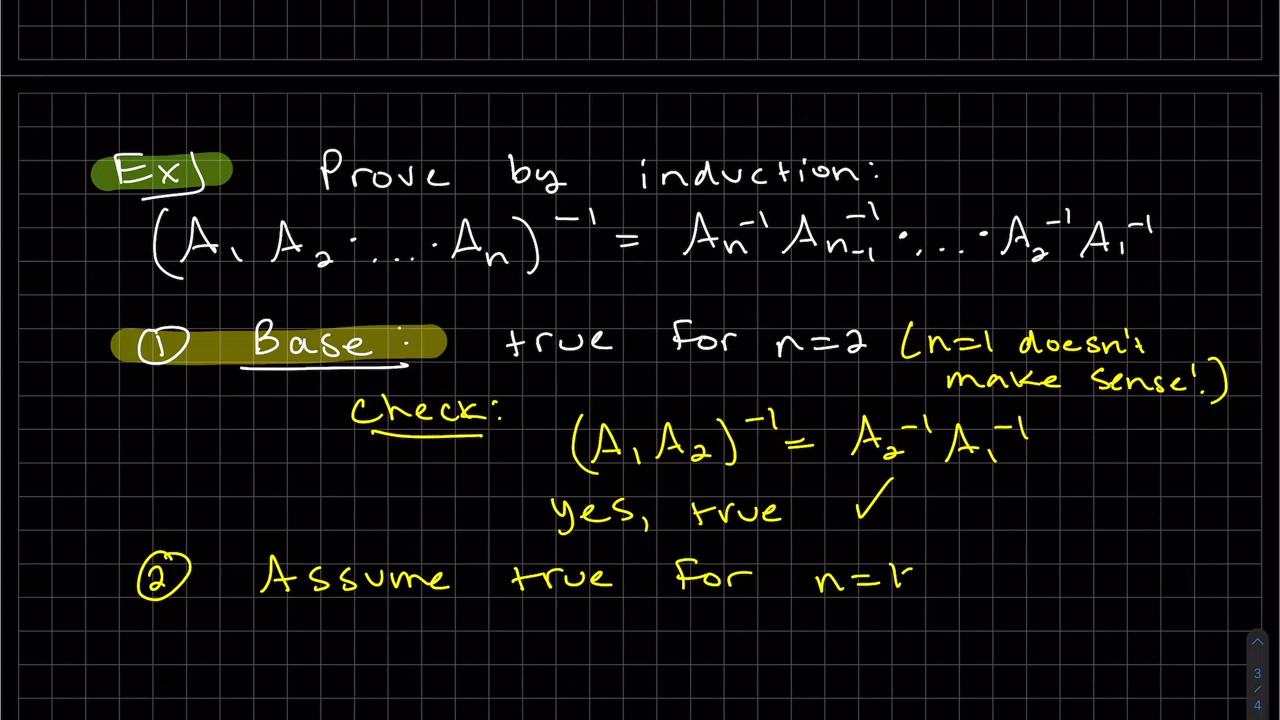 Ex) Prove by induction:
(A₁ A₂ · ... · Aₙ)⁻¹ = Aₙ⁻¹ Aₙ₋₁⁻¹ · ... · A₂⁻¹ A₁⁻¹
① Base: true for n=2 (n=1 doesn't
make sense!)
Check: (A₁ A₂)⁻¹ = A₂⁻¹ A₁⁻¹
yes, true ✓
② Assume true for n=
3
/
4